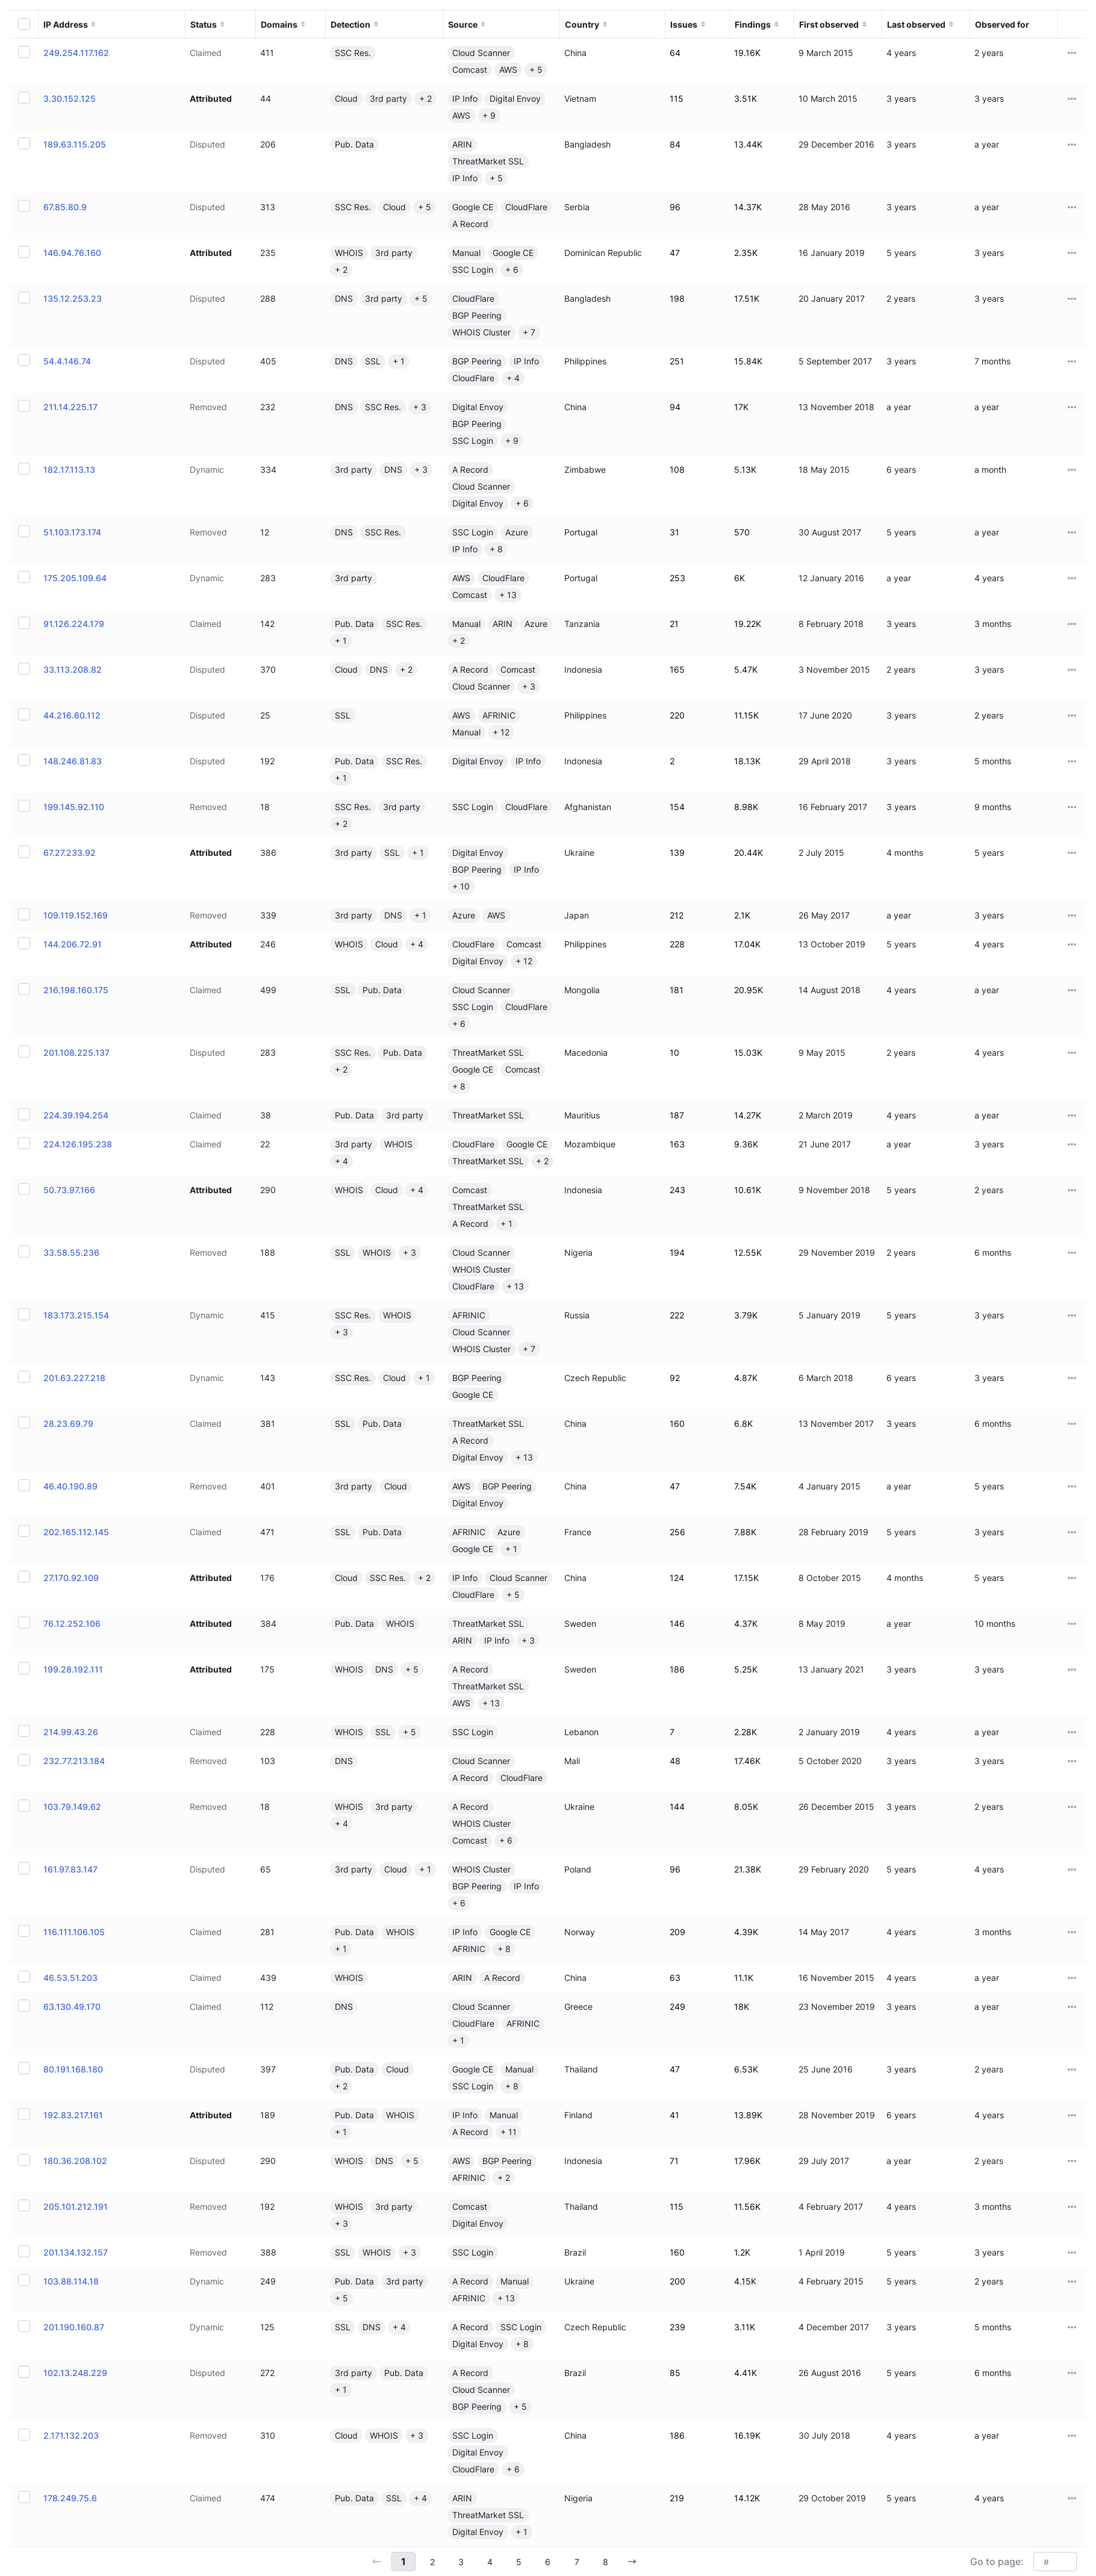 IP Address Status Domains Detection Source Country Issues Findings First observed Last observed Observed for
249.254.117.162 Claimed 411 SSC Res. Cloud Scanner China 64 19.16K 9 March 2015 4 years 2 years
Comcast AWS + 5
3.30.152.125 Attributed 44 Cloud 3rd party + 2 IP Info Digital Envoy Vietnam 115 3.51K 10 March 2015 3 years 3 years
AWS + 9
189.63.115.205 Disputed 206 Pub. Data ARIN Bangladesh 84 13.44K 29 December 2016 3 years a year
ThreatMarket SSL
IP Info + 5
67.85.80.9 Disputed 313 SSC Res. Cloud + 5 Google CE CloudFlare Serbia 96 14.37K 28 May 2016 3 years a year
A Record
146.94.76.160 Attributed 235 WHOIS 3rd party Manual Google CE Dominican Republic 47 2.35K 16 January 2019 5 years 3 years
+ 2 SSC Login + 6
135.12.253.23 Disputed 288 DNS 3rd party + 5 CloudFlare Bangladesh 198 17.51K 20 January 2017 2 years 3 years
BGP Peering
WHOIS Cluster + 7
54.4.146.74 Disputed 405 DNS SSL + 1 BGP Peering IP Info Philippines 251 15.84K 5 September 2017 3 years 7 months
CloudFlare + 4
211.14.225.17 Removed 232 DNS SSC Res. + 3 Digital Envoy China 94 17K 13 November 2018 a year a year
BGP Peering
SSC Login + 9
182.17.113.13 Dynamic 334 3rd party DNS + 3 A Record Zimbabwe 108 5.13K 18 May 2015 6 years a month
Cloud Scanner
Digital Envoy + 6
51.103.173.174 Removed 12 DNS SSC Res. SSC Login Azure Portugal 31 570 30 August 2017 5 years a year
IP Info + 8
175.205.109.64 Dynamic 283 3rd party AWS CloudFlare Portugal 253 6K 12 January 2016 a year 4 years
Comcast + 13
91.126.224.179 Claimed 142 Pub. Data SSC Res. Manual ARIN Azure Tanzania 21 19.22K 8 February 2018 3 years 3 months
+ 1 + 2
33.113.208.82 Disputed 370 Cloud DNS + 2 A Record Comcast Indonesia 165 5.47K 3 November 2015 2 years 3 years
Cloud Scanner + 3
44.216.60.112 Disputed 25 SSL AWS AFRINIC Philippines 220 11.15K 17 June 2020 3 years 2 years
Manual + 12
148.246.81.83 Disputed 192 Pub. Data SSC Res. Digital Envoy IP Info Indonesia 2 18.13K 29 April 2018 3 years 5 months
+ 1
199.145.92.110 Removed 18 SSC Res. 3rd party SSC Login CloudFlare Afghanistan 154 8.98K 16 February 2017 3 years 9 months
+ 2
67.27.233.92 Attributed 386 3rd party SSL + 1 Digital Envoy Ukraine 139 20.44K 2 July 2015 4 months 5 years
BGP Peering IP Info
+ 10
109.119.152.169 Removed 339 3rd party DNS + 1 Azure AWS Japan 212 2.1K 26 May 2017 a year 3 years
144.206.72.91 Attributed 246 WHOIS Cloud + 4 CloudFlare Comcast Philippines 228 17.04K 13 October 2019 5 years 4 years
Digital Envoy + 12
216.198.160.175 Claimed 499 SSL Pub. Data Cloud Scanner Mongolia 181 20.95K 14 August 2018 4 years a year
SSC Login CloudFlare
+ 6
201.108.225.137 Disputed 283 SSC Res. Pub. Data ThreatMarket SSL Macedonia 10 15.03K 9 May 2015 2 years 4 years
+ 2 Google CE Comcast
+ 8
224.39.194.254 Claimed 38 Pub. Data 3rd party ThreatMarket SSL Mauritius 187 14.27K 2 March 2019 4 years a year
224.126.195.238 Claimed 22 3rd party WHOIS CloudFlare Google CE Mozambique 163 9.36K 21 June 2017 a year 3 years
+ 4 ThreatMarket SSL + 2
50.73.97.166 Attributed 290 WHOIS Cloud + 4 Comcast Indonesia 243 10.61K 9 November 2018 5 years 2 years
ThreatMarket SSL
A Record + 1
33.58.55.236 Removed 188 SSL WHOIS + 3 Cloud Scanner Nigeria 194 12.55K 29 November 2019 2 years 6 months
WHOIS Cluster
CloudFlare + 13
183.173.215.154 Dynamic 415 SSC Res. WHOIS AFRINIC Russia 222 3.79K 5 January 2019 5 years 3 years
+ 3 Cloud Scanner
WHOIS Cluster + 7
201.63.227.218 Dynamic 143 SSC Res. Cloud + 1 BGP Peering Czech Republic 92 4.87K 6 March 2018 6 years 3 years
Google CE
28.23.69.79 Claimed 381 SSL Pub. Data ThreatMarket SSL China 160 6.8K 13 November 2017 3 years 6 months
A Record
Digital Envoy + 13
46.40.190.89 Removed 401 3rd party Cloud AWS BGP Peering China 47 7.54K 4 January 2015 a year 5 years
Digital Envoy
202.165.112.145 Claimed 471 SSL Pub. Data AFRINIC Azure France 256 7.88K 28 February 2019 5 years 3 years
Google CE + 1
27.170.92.109 Attributed 176 Cloud SSC Res. + 2 IP Info Cloud Scanner China 124 17.15K 8 October 2015 4 months 5 years
CloudFlare + 5
76.12.252.106 Attributed 384 Pub. Data WHOIS ThreatMarket SSL Sweden 146 4.37K 8 May 2019 a year 10 months
ARIN IP Info + 3
199.28.192.111 Attributed 175 WHOIS DNS + 5 A Record Sweden 186 5.25K 13 January 2021 3 years 3 years
ThreatMarket SSL
AWS + 13
214.99.43.26 Claimed 228 WHOIS SSL + 5 SSC Login Lebanon 7 2.28K 2 January 2019 4 years a year
232.77.213.184 Removed 103 DNS Cloud Scanner Mali 48 17.46K 5 October 2020 3 years 3 years
A Record CloudFlare
103.79.149.62 Removed 18 WHOIS 3rd party A Record Ukraine 144 8.05K 26 December 2015 3 years 2 years
+ 4 WHOIS Cluster
Comcast + 6
161.97.83.147 Disputed 65 3rd party Cloud + 1 WHOIS Cluster Poland 96 21.38K 29 February 2020 5 years 4 years
BGP Peering IP Info
+ 6
116.111.106.105 Claimed 281 Pub. Data WHOIS IP Info Google CE Norway 209 4.39K 14 May 2017 4 years 3 months
+ 1 AFRINIC + 8
46.53.51.203 Claimed 439 WHOIS ARIN A Record China 63 11.1K 16 November 2015 4 years a year
63.130.49.170 Claimed 112 DNS Cloud Scanner Greece 249 18K 23 November 2019 3 years a year
CloudFlare AFRINIC
+ 1
80.191.168.180 Disputed 397 Pub. Data Cloud Google CE Manual Thailand 47 6.53K 25 June 2016 3 years 2 years
+ 2 SSC Login + 8
192.83.217.161 Attributed 189 Pub. Data WHOIS IP Info Manual Finland 41 13.89K 28 November 2019 6 years 4 years
+ 1 A Record + 11
180.36.208.102 Disputed 290 WHOIS DNS + 5 AWS BGP Peering Indonesia 71 17.96K 29 July 2017 a year 2 years
AFRINIC + 2
205.101.212.191 Removed 192 WHOIS 3rd party Comcast Thailand 115 11.56K 4 February 2017 4 years 3 months
+ 3 Digital Envoy
201.134.132.157 Removed 388 SSL WHOIS + 3 SSC Login Brazil 160 1.2K 1 April 2019 5 years 3 years
103.88.114.18 Dynamic 249 Pub. Data 3rd party A Record Manual Ukraine 200 4.15K 4 February 2015 5 years 2 years
+ 5 AFRINIC + 13
201.190.160.87 Dynamic 125 SSL DNS + 4 A Record SSC Login Czech Republic 239 3.11K 4 December 2017 3 years 5 months
Digital Envoy + 8
102.13.248.229 Disputed 272 3rd party Pub. Data A Record Brazil 85 4.41K 26 August 2016 5 years 6 months
+ 1 Cloud Scanner
BGP Peering + 5
2.171.132.203 Removed 310 Cloud WHOIS + 3 SSC Login China 186 16.19K 30 July 2018 4 years a year
Digital Envoy
CloudFlare + 6
178.249.75.6 Claimed 474 Pub. Data SSL + 4 ARIN Nigeria 219 14.12K 29 October 2019 5 years 4 years
ThreatMarket SSL
Digital Envoy + 1
← 1 2 3 4 5 6 7 8 → Go to page: #